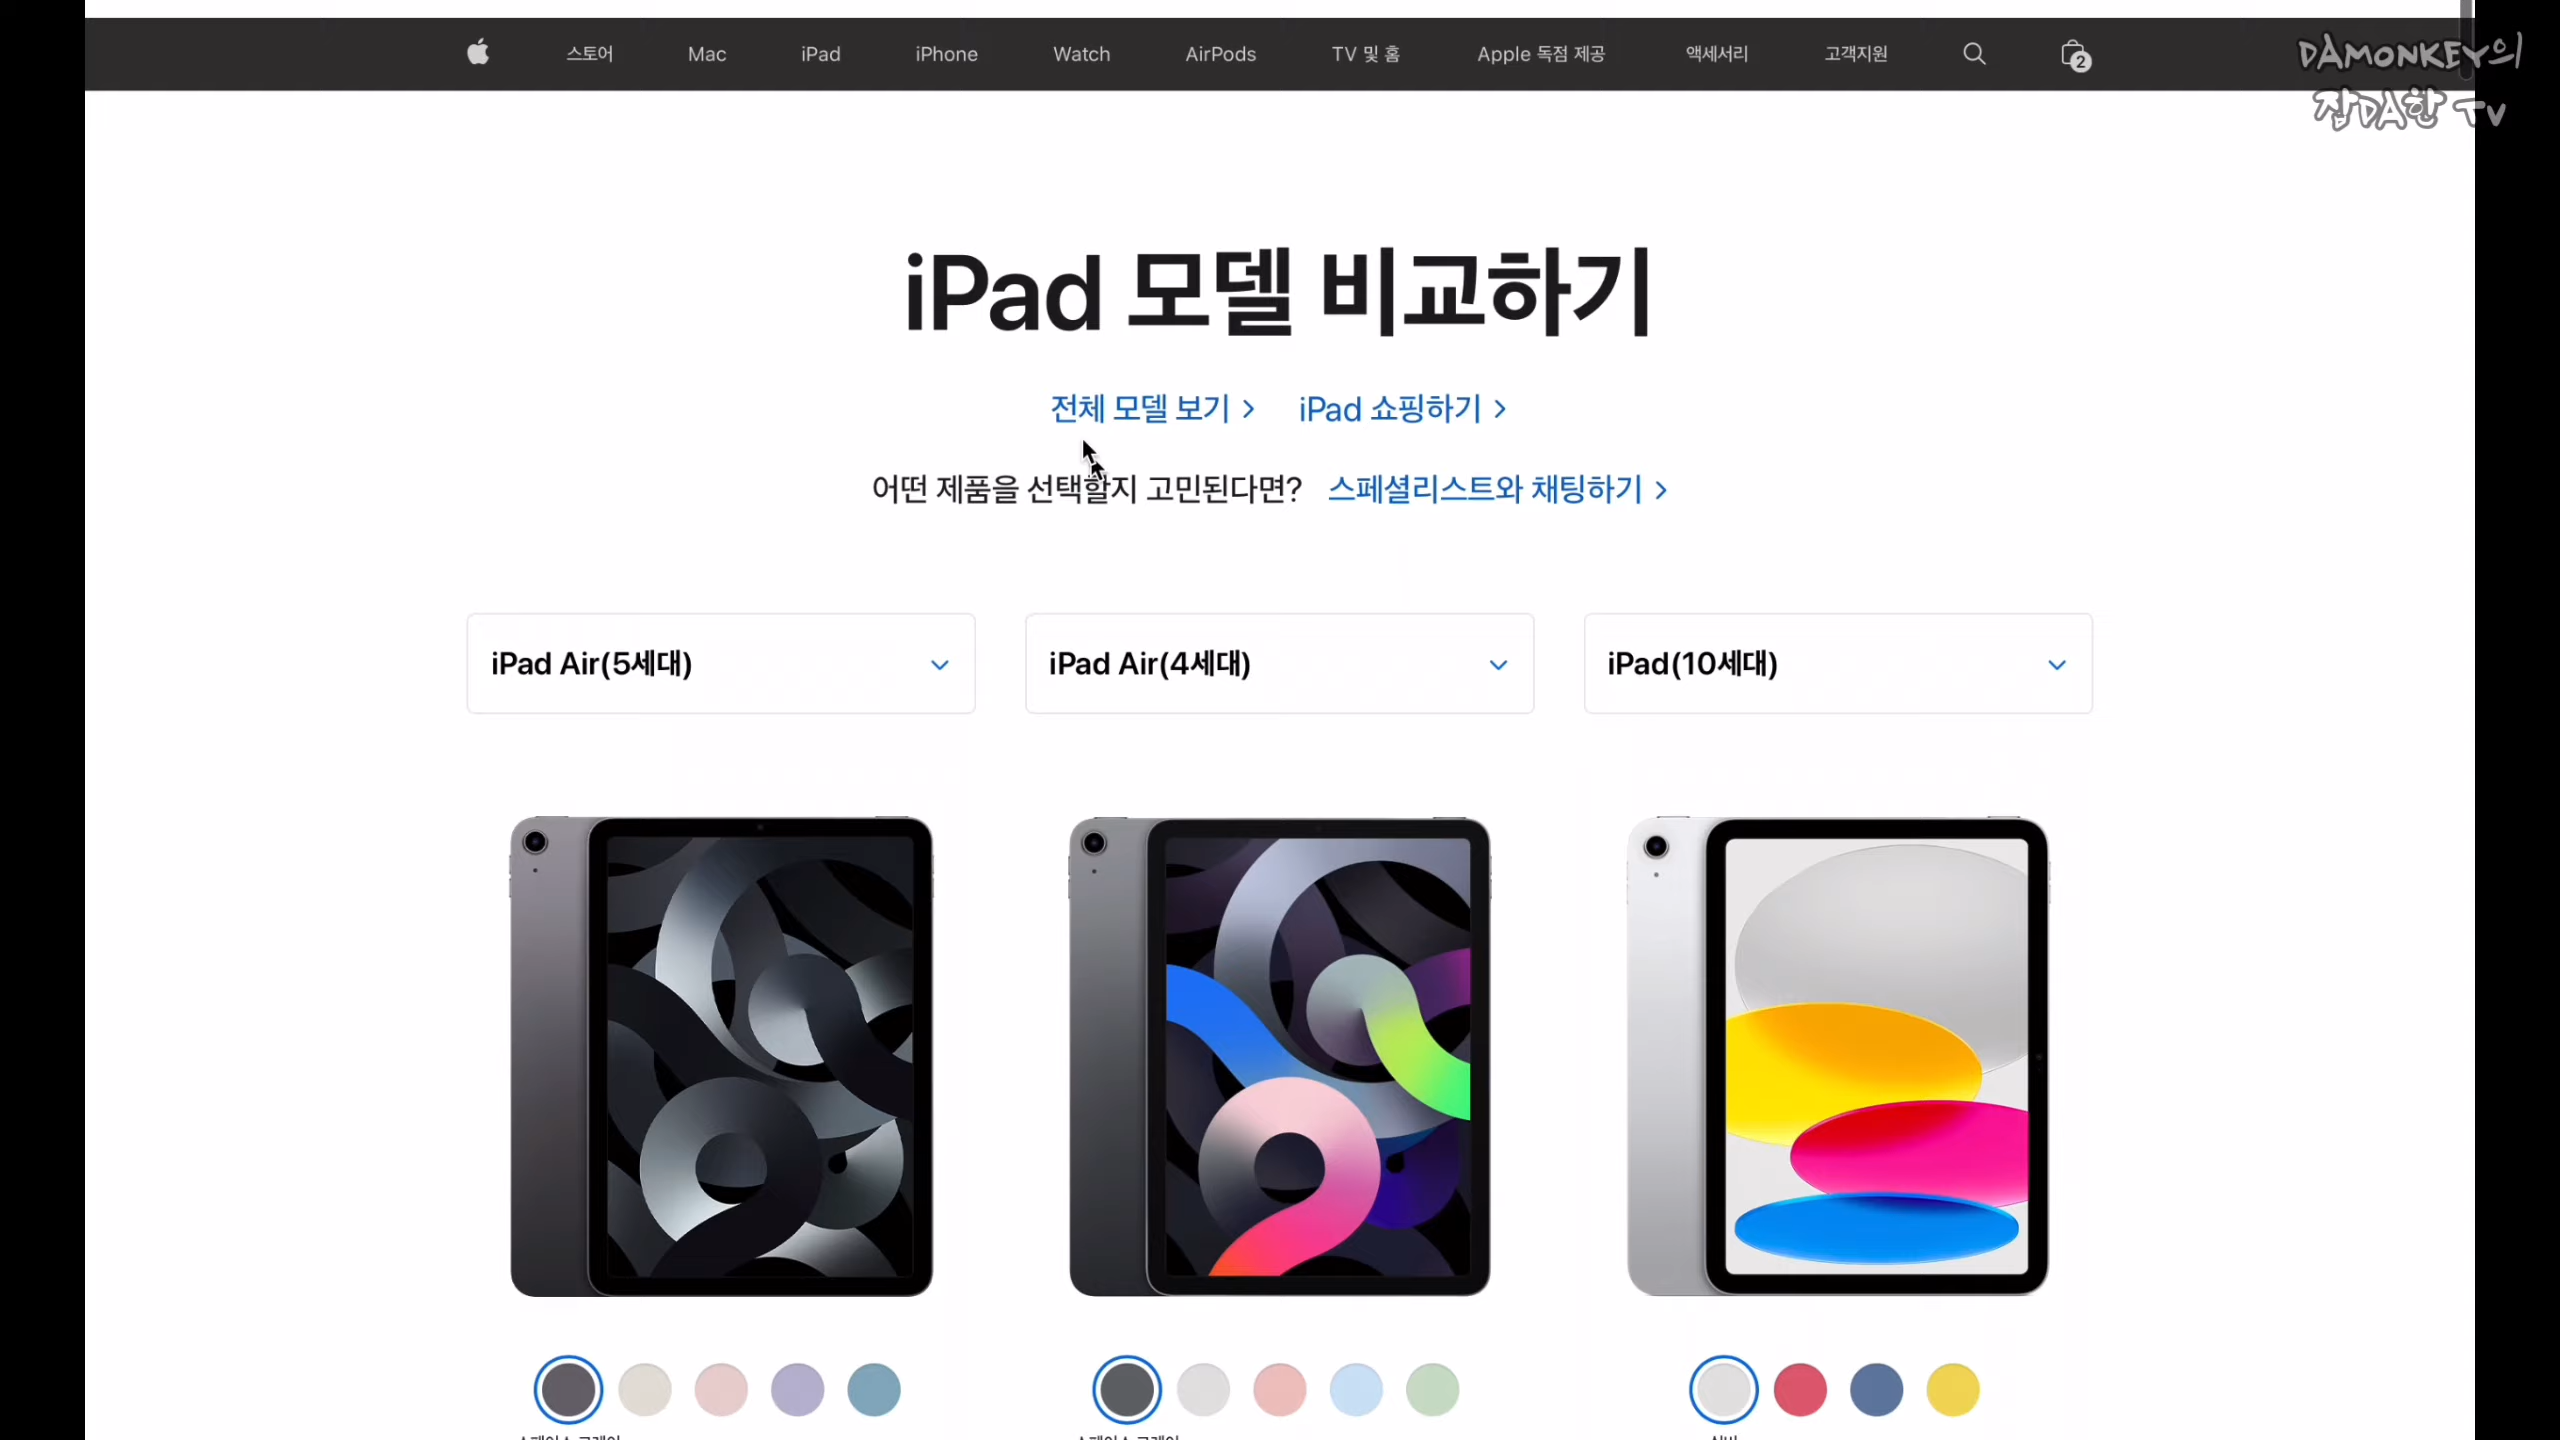 스토어 Mac iPad iPhone Watch AirPods TV 및 홈 Apple 독점 제공 액세서리 고객지원 2
DAMONKEY의
잡DA한 TV
iPad 모델 비교하기
전체 모델 보기 > iPad 쇼핑하기 >
어떤 제품을 선택할지 고민된다면? 스페셜리스트와 채팅하기 >
iPad Air(5세대) iPad Air(4세대) iPad(10세대)